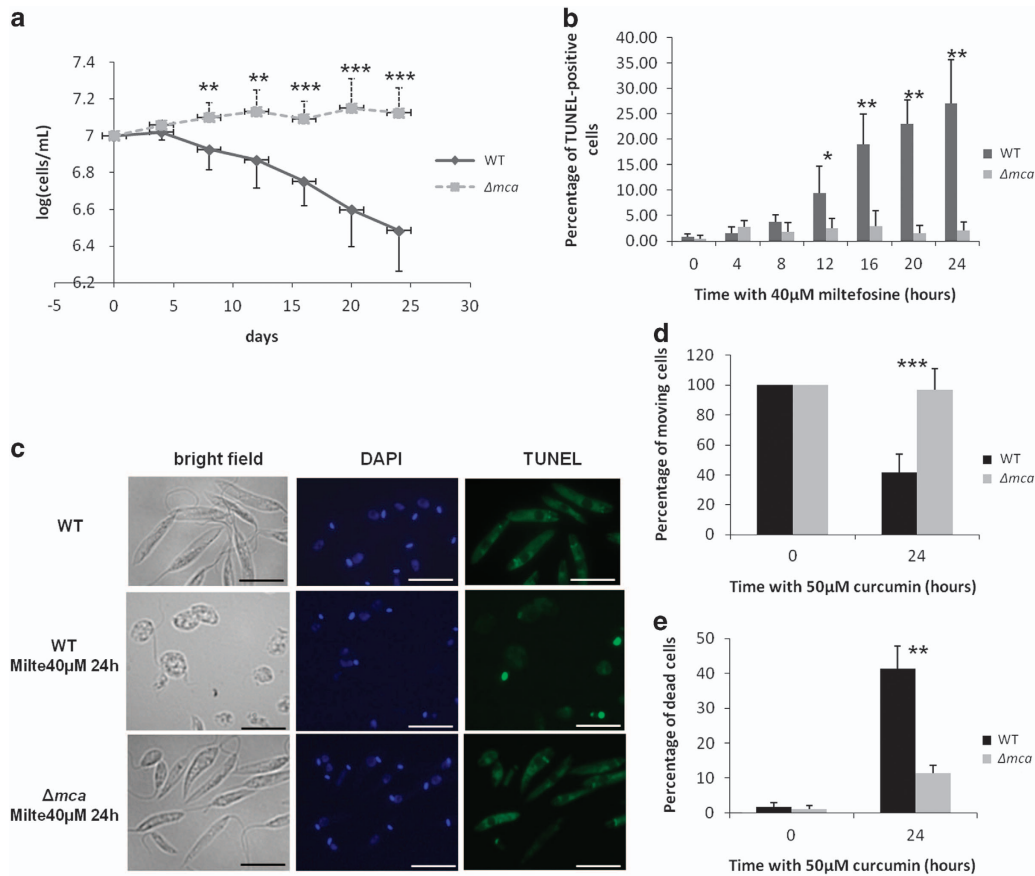 a
7.4
7.2
7
6.8
6.6
6.4
6.2
** ** *** *** ***
log(cells/mL)
-5 0 5 10 15 20 25 30
days
WT
Δmca
b
40.00
35.00
30.00
25.00
20.00
15.00
10.00
5.00
0.00
* ** ** **
Percentage of TUNEL-positive
cells
0 4 8 12 16 20 24
Time with 40µM miltefosine (hours)
WT
Δmca
c
bright field DAPI TUNEL
WT
WT
Milte40µM 24h
Δmca
Milte40µM 24h
d
120
100
80
60
40
20
0
***
Percentage of moving cells
0 24
Time with 50µM curcumin (hours)
WT
Δmca
e
50
40
30
20
10
0
**
Percentage of dead cells
0 24
Time with 50µM curcumin (hours)
WT
Δmca